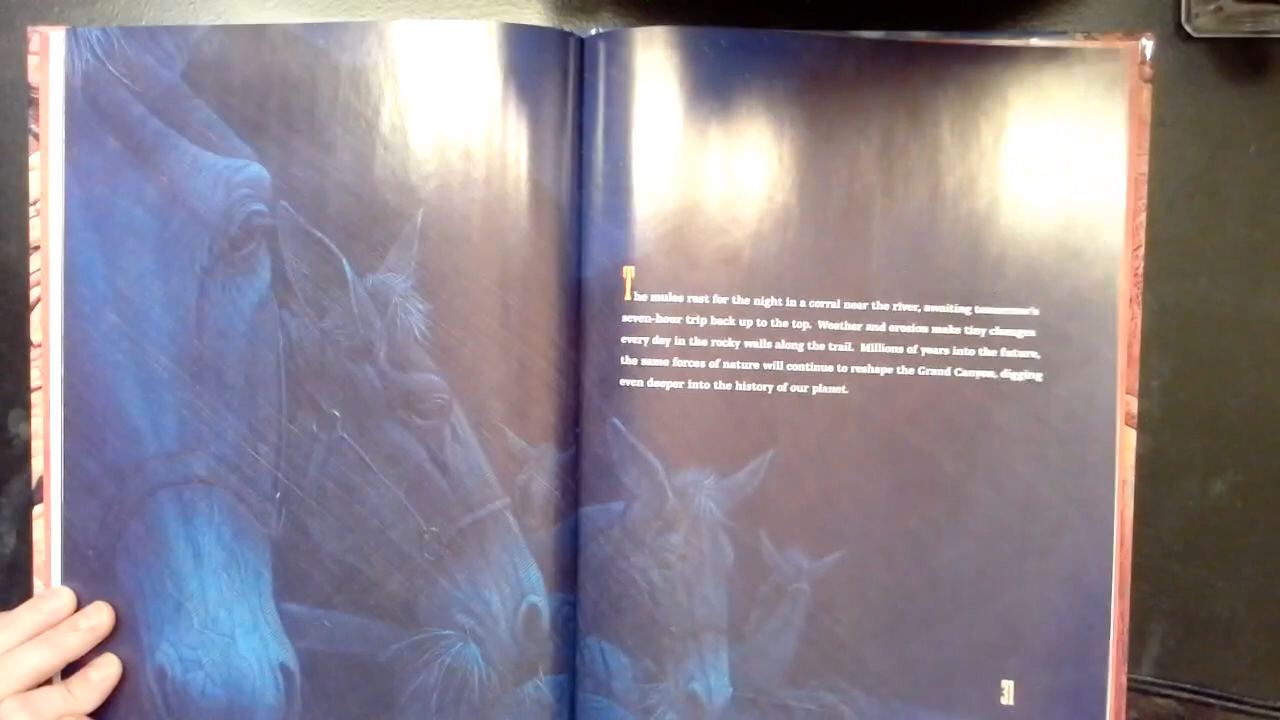 The mules rest for the night in a corral near the river, awaiting tomorrow's
seven-hour trip back up to the top. Weather and erosion make tiny changes
every day in the rocky walls along the trail. Millions of years into the future,
the same forces of nature will continue to reshape the Grand Canyon, digging
even deeper into the history of our planet.
31